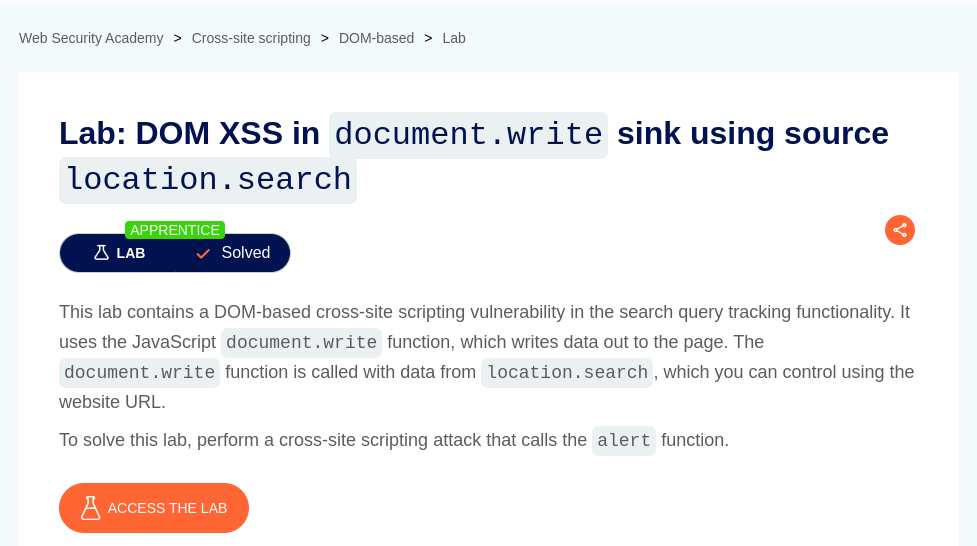 Web Security Academy > Cross-site scripting > DOM-based > Lab
Lab: DOM XSS in document.write sink using source
location.search
APPRENTICE
LAB Solved
This lab contains a DOM-based cross-site scripting vulnerability in the search query tracking functionality. It
uses the JavaScript document.write function, which writes data out to the page. The
document.write function is called with data from location.search, which you can control using the
website URL.
To solve this lab, perform a cross-site scripting attack that calls the alert function.
ACCESS THE LAB